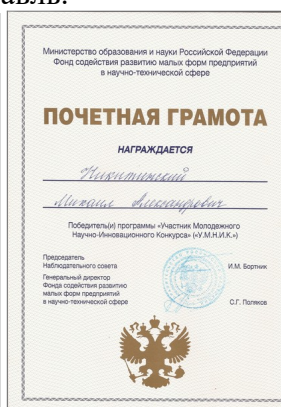 Министерство образования и науки Российской Федерации
Фонд содействия развитию малых форм предприятий
в научно-технической сфере
ПОЧЕТНАЯ ГРАМОТА
НАГРАЖДАЕТСЯ
Никитинский
Михаил Александрович
Победитель(и) программы «Участник Молодежного
Научно-Инновационного Конкурса» («У.М.Н.И.К.»)
Председатель
Наблюдательного совета
И.М. Бортник
Генеральный директор
Фонда содействия развитию
малых форм предприятий
в научно-технической сфере
С.Г. Поляков